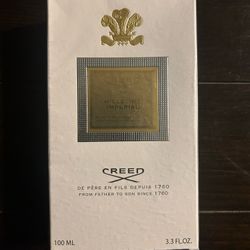 MILLESIME
IMPERIAL
CREED
DE PÈRE EN FILS DEPUIS 1760
FROM FATHER TO SON SINCE 1760
100 ML
3.3 FL.OZ.